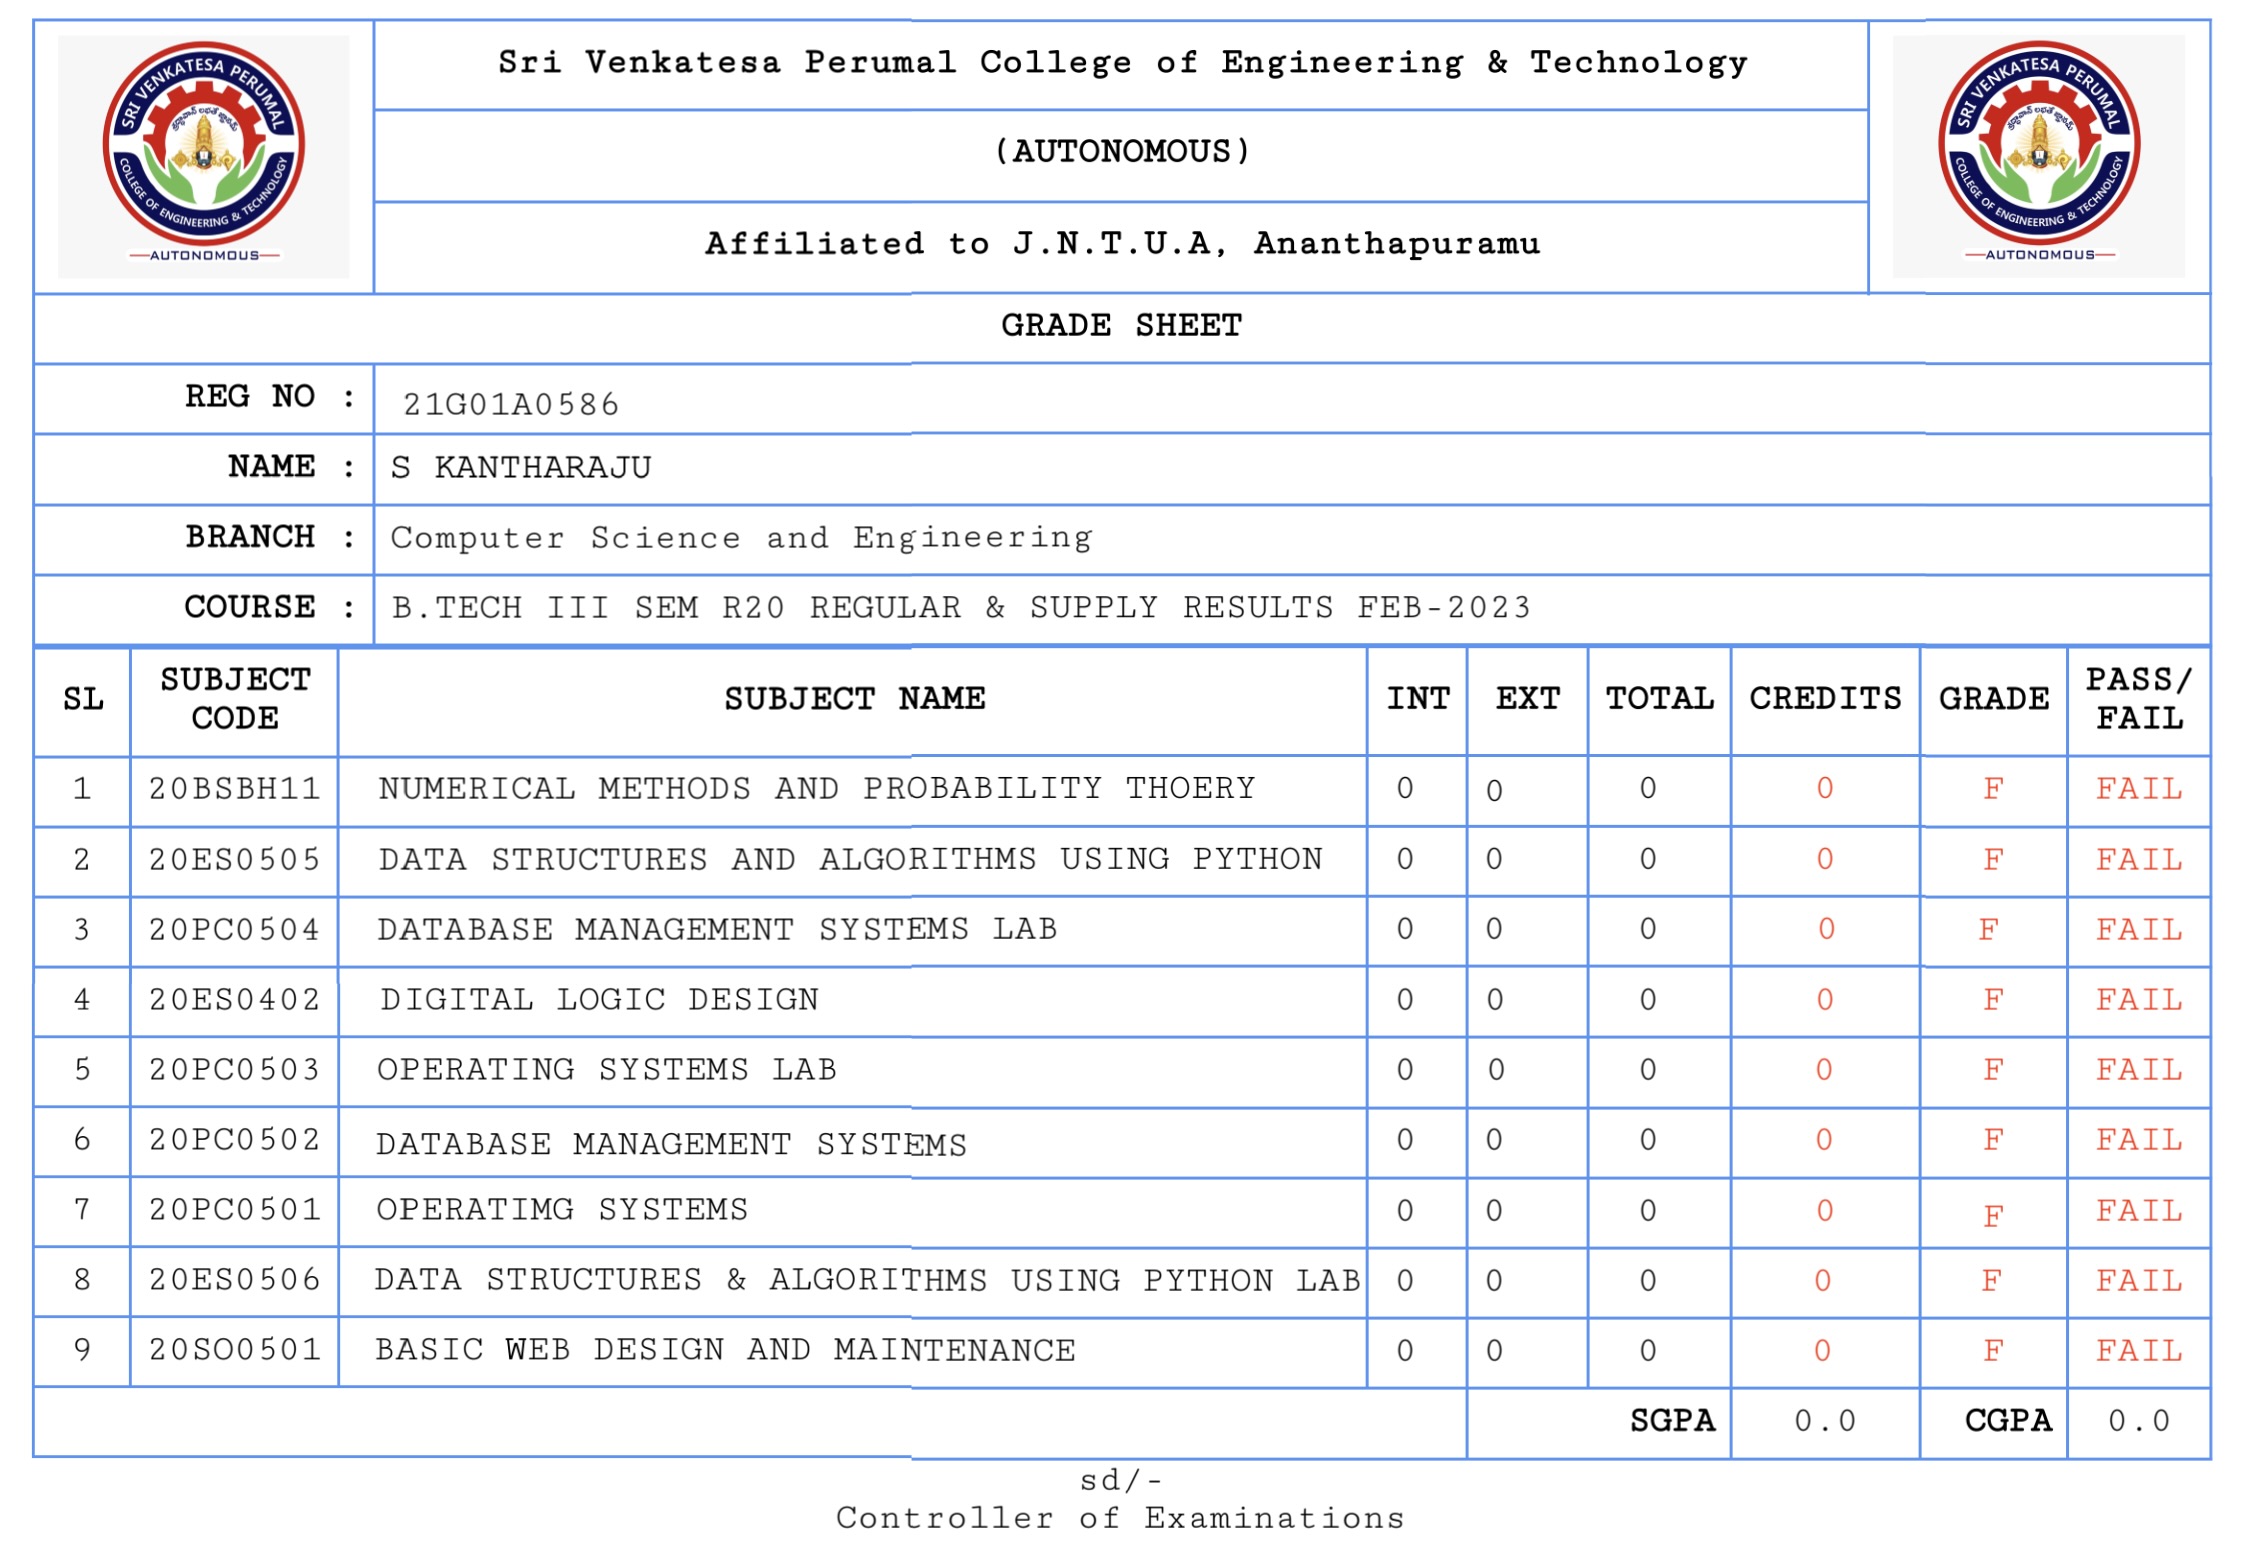 SRI VENKATESA PERUMAL
COLLEGE OF ENGINEERING & TECHNOLOGY
AUTONOMOUS
Sri Venkatesa Perumal College of Engineering & Technology
(AUTONOMOUS)
Affiliated to J.N.T.U.A, Ananthapuramu
SRI VENKATESA PERUMAL
COLLEGE OF ENGINEERING & TECHNOLOGY
AUTONOMOUS
GRADE SHEET
REG NO : 21G01A0586
NAME : S KANTHARAJU
BRANCH : Computer Science and Engineering
COURSE : B.TECH III SEM R20 REGULAR & SUPPLY RESULTS FEB-2023
SL SUBJECT CODE SUBJECT NAME INT EXT TOTAL CREDITS GRADE PASS/FAIL
1 20BSBH11 NUMERICAL METHODS AND PROBABILITY THOERY 0 0 0 0 F FAIL
2 20ES0505 DATA STRUCTURES AND ALGORITHMS USING PYTHON 0 0 0 0 F FAIL
3 20PC0504 DATABASE MANAGEMENT SYSTEMS LAB 0 0 0 0 F FAIL
4 20ES0402 DIGITAL LOGIC DESIGN 0 0 0 0 F FAIL
5 20PC0503 OPERATING SYSTEMS LAB 0 0 0 0 F FAIL
6 20PC0502 DATABASE MANAGEMENT SYSTEMS 0 0 0 0 F FAIL
7 20PC0501 OPERATIMG SYSTEMS 0 0 0 0 F FAIL
8 20ES0506 DATA STRUCTURES & ALGORITHMS USING PYTHON LAB 0 0 0 0 F FAIL
9 20SO0501 BASIC WEB DESIGN AND MAINTENANCE 0 0 0 0 F FAIL
SGPA 0.0 CGPA 0.0
sd/-
Controller of Examinations